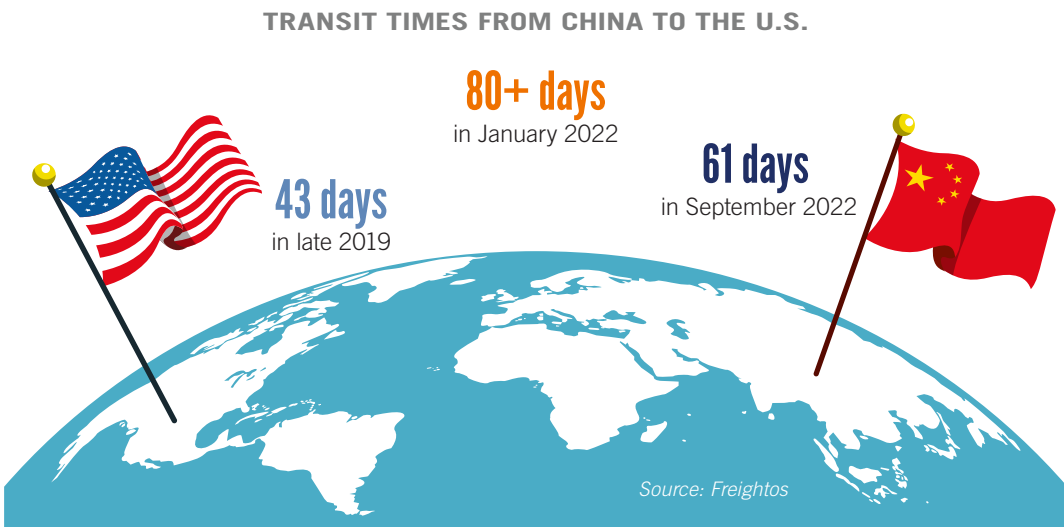 TRANSIT TIMES FROM CHINA TO THE U.S.
43 days
in late 2019
80+ days
in January 2022
61 days
in September 2022
Source: Freightos